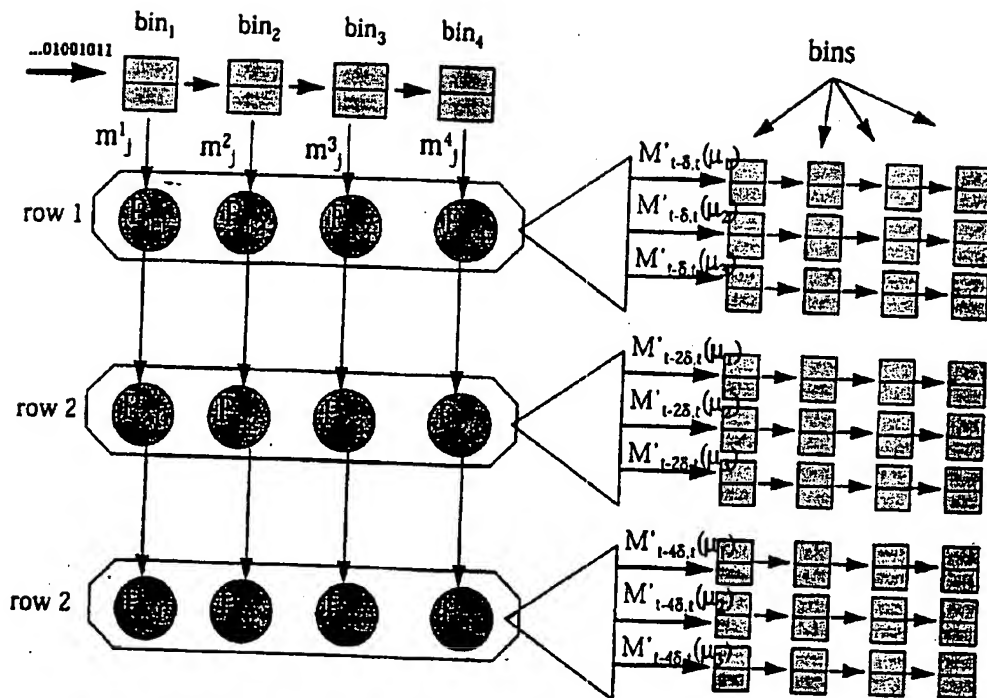 bin₁ bin₂ bin₃ bin₄
...01001011
bins
m¹ⱼ m²ⱼ m³ⱼ m⁴ⱼ
row 1
M'ₜ₋δ,ₜ(μ₁)
M'ₜ₋δ,ₜ(μ₂)
M'ₜ₋δ,ₜ(μ₃)
row 2
M'ₜ₋₂δ,ₜ(μ₁)
M'ₜ₋₂δ,ₜ(μ₂)
M'ₜ₋₂δ,ₜ(μ₃)
row 2
M'ₜ₋₄δ,ₜ(μ₁)
M'ₜ₋₄δ,ₜ(μ₂)
M'ₜ₋₄δ,ₜ(μ₃)